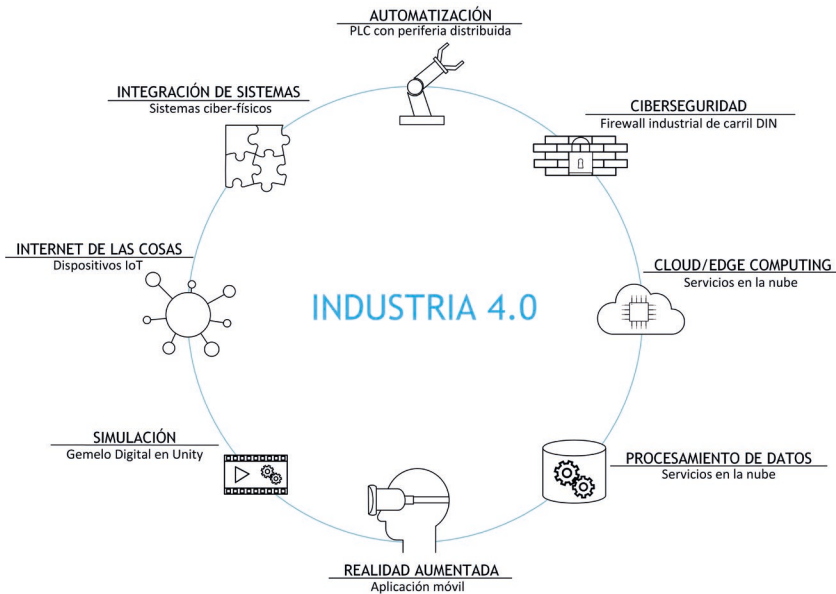 AUTOMATIZACIÓN
PLC con periferia distribuida
INTEGRACIÓN DE SISTEMAS
Sistemas ciber-físicos
CIBERSEGURIDAD
Firewall industrial de carril DIN
INTERNET DE LAS COSAS
Dispositivos IoT
CLOUD/EDGE COMPUTING
Servicios en la nube
INDUSTRIA 4.0
SIMULACIÓN
Gemelo Digital en Unity
PROCESAMIENTO DE DATOS
Servicios en la nube
REALIDAD AUMENTADA
Aplicación móvil